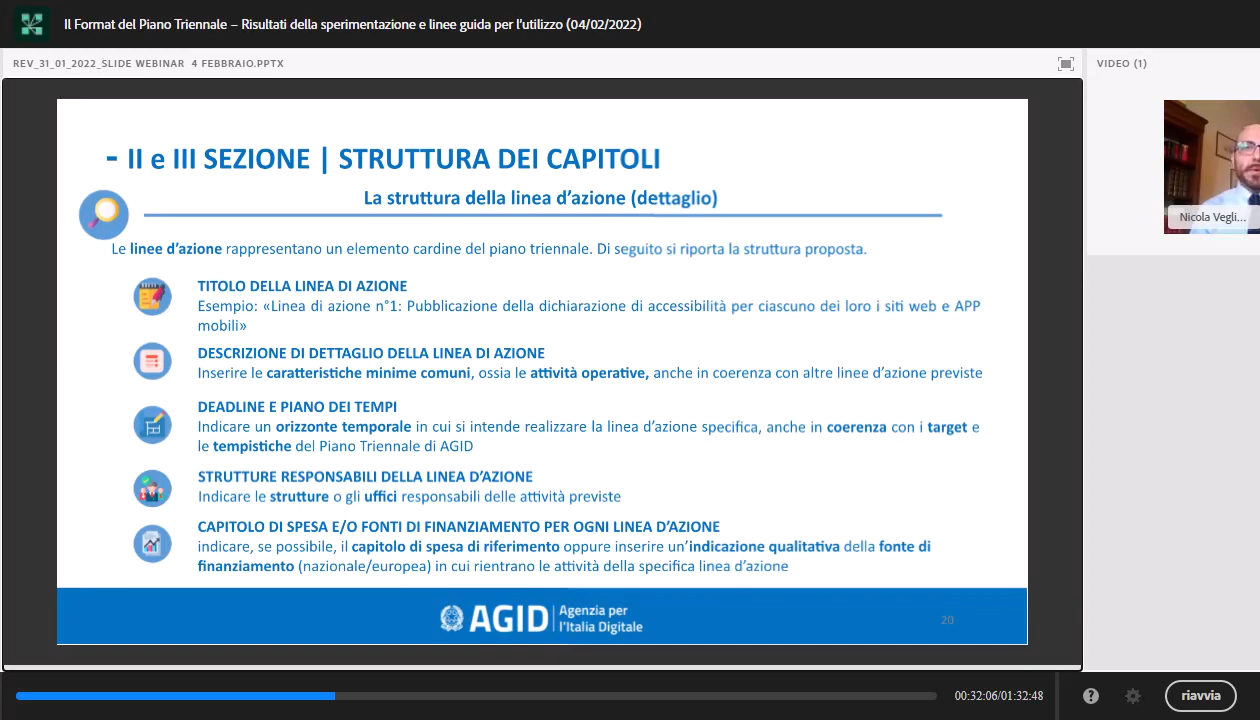 Il Format del Piano Triennale – Risultati della sperimentazione e linee guida per l'utilizzo (04/02/2022)
REV_31_01_2022_SLIDE WEBINAR 4 FEBBRAIO.PPTX
VIDEO (1)
- II e III SEZIONE | STRUTTURA DEI CAPITOLI
La struttura della linea d'azione (dettaglio)
Le linee d'azione rappresentano un elemento cardine del piano triennale. Di seguito si riporta la struttura proposta.
TITOLO DELLA LINEA DI AZIONE
Esempio: «Linea di azione n°1: Pubblicazione della dichiarazione di accessibilità per ciascuno dei loro i siti web e APP
mobili»
DESCRIZIONE DI DETTAGLIO DELLA LINEA DI AZIONE
Inserire le caratteristiche minime comuni, ossia le attività operative, anche in coerenza con altre linee d'azione previste
DEADLINE E PIANO DEI TEMPI
Indicare un orizzonte temporale in cui si intende realizzare la linea d'azione specifica, anche in coerenza con i target e
le tempistiche del Piano Triennale di AGID
STRUTTURE RESPONSABILI DELLA LINEA D'AZIONE
Indicare le strutture o gli uffici responsabili delle attività previste
CAPITOLO DI SPESA E/O FONTI DI FINANZIAMENTO PER OGNI LINEA D'AZIONE
indicare, se possibile, il capitolo di spesa di riferimento oppure inserire un'indicazione qualitativa della fonte di
finanziamento (nazionale/europea) in cui rientrano le attività della specifica linea d'azione
AGID Agenzia per
l'Italia Digitale
20
Nicola Vegli...
00:32:06/01:32:48
riavvia